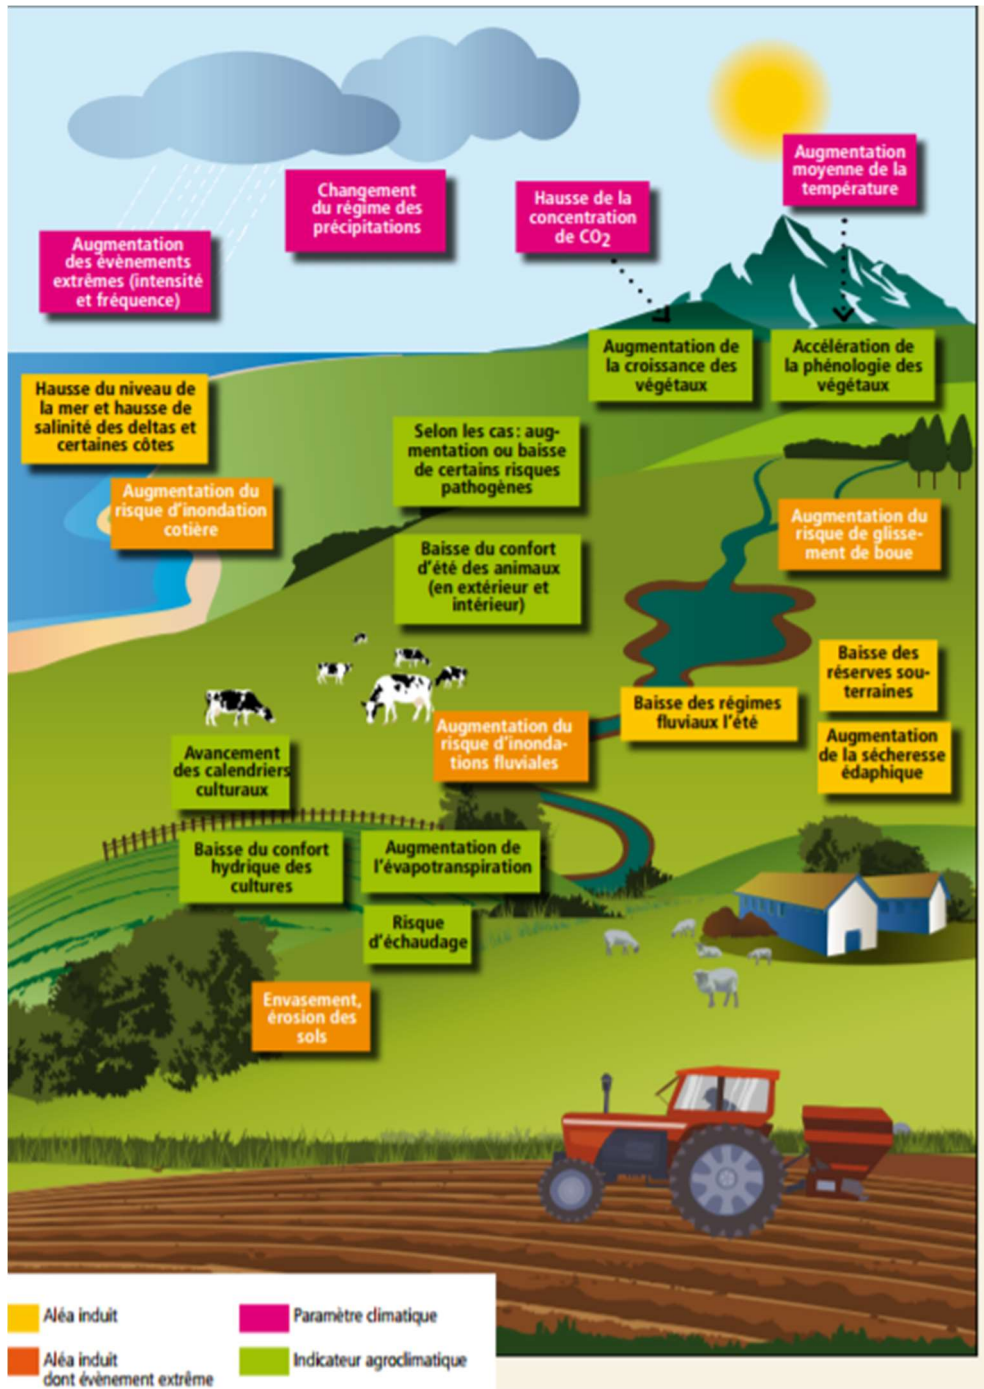 Augmentation
moyenne de la
température
Changement
du régime des
précipitations
Hausse de la
concentration
de CO2
Augmentation
des évènements
extrêmes (intensité
et fréquence)
Augmentation de
la croissance des
végétaux
Accélération de
la phénologie des
végétaux
Hausse du niveau de
la mer et hausse de
salinité des deltas et
certaines côtes
Selon les cas : aug-
mentation ou baisse
de certains risques
pathogènes
Augmentation du
risque d'inondation
cotière
Augmentation du
risque de glisse-
ment de boue
Baisse du confort
d'été des animaux
(en extérieur et
intérieur)
Baisse des
réserves sou-
terraines
Baisse des régimes
fluviaux l'été
Augmentation du
risque d'inonda-
tions fluviales
Augmentation
de la sécheresse
édaphique
Avancement
des calendriers
culturaux
Baisse du confort
hydrique des
cultures
Augmentation de
l'évapotranspiration
Risque
d'échaudage
Envasement,
érosion des
sols
Aléa induit
Paramètre climatique
Aléa induit
dont évènement extrême
Indicateur agroclimatique